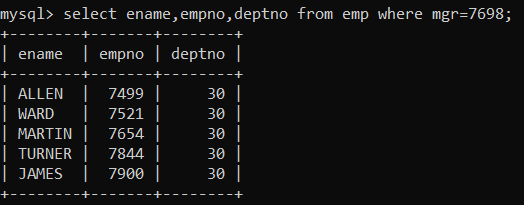 mysql> select ename,empno,deptno from emp where mgr=7698;
+--------+-------+--------+
| ename  | empno | deptno |
+--------+-------+--------+
| ALLEN  |  7499 |     30 |
| WARD   |  7521 |     30 |
| MARTIN |  7654 |     30 |
| TURNER |  7844 |     30 |
| JAMES  |  7900 |     30 |
+--------+-------+--------+